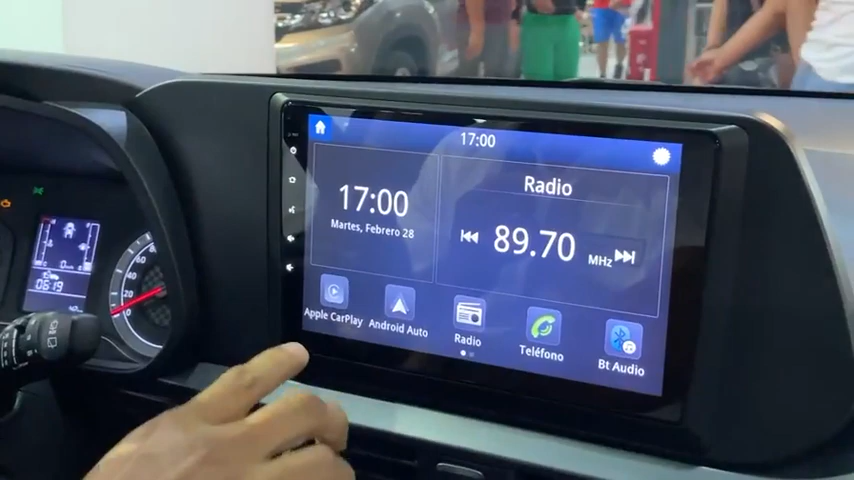 17:00
17:00
Martes, Febrero 28
Radio
89.70 MHz
Apple CarPlay
Android Auto
Radio
Teléfono
Bt Audio